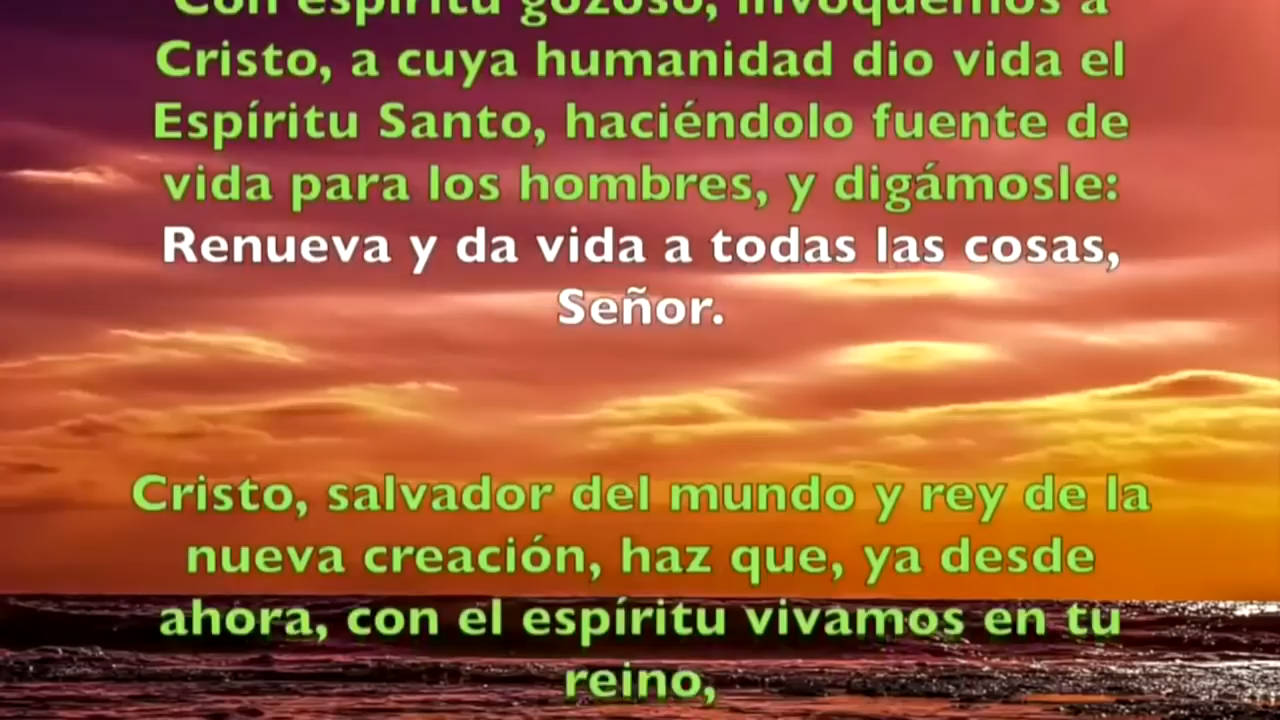 Con espíritu gozoso, invoquemos a
Cristo, a cuya humanidad dio vida el
Espíritu Santo, haciéndolo fuente de
vida para los hombres, y digámosle:
Renueva y da vida a todas las cosas,
Señor.
Cristo, salvador del mundo y rey de la
nueva creación, haz que, ya desde
ahora, con el espíritu vivamos en tu
reino,